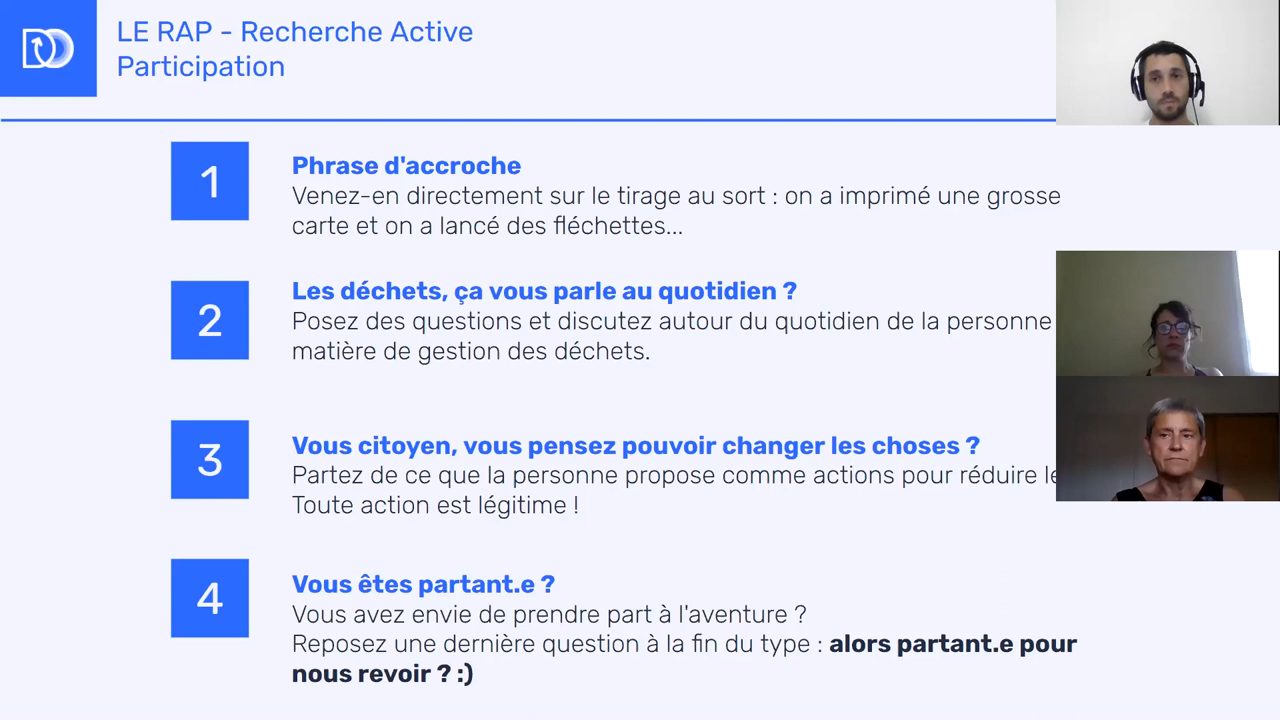 LE RAP - Recherche Active
Participation
1
Phrase d'accroche
Venez-en directement sur le tirage au sort : on a imprimé une grosse
carte et on a lancé des fléchettes...
2
Les déchets, ça vous parle au quotidien ?
Posez des questions et discutez autour du quotidien de la personne
matière de gestion des déchets.
3
Vous citoyen, vous pensez pouvoir changer les choses ?
Partez de ce que la personne propose comme actions pour réduire
Toute action est légitime !
4
Vous êtes partant.e ?
Vous avez envie de prendre part à l'aventure ?
Reposez une dernière question à la fin du type : alors partant.e pour
nous revoir ? :)